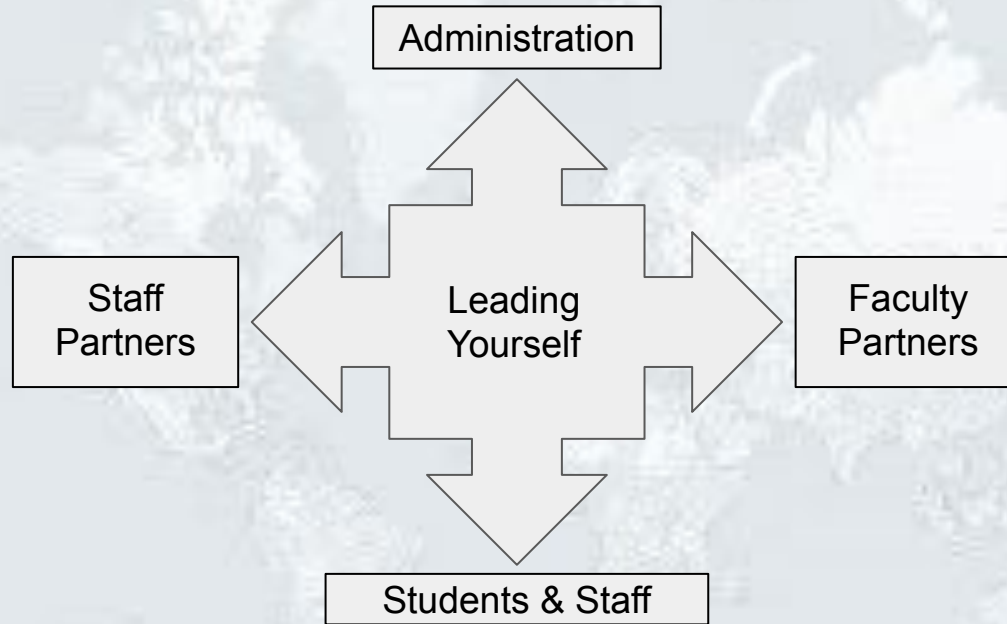 Administration
Staff
Partners
Leading
Yourself
Faculty
Partners
Students & Staff